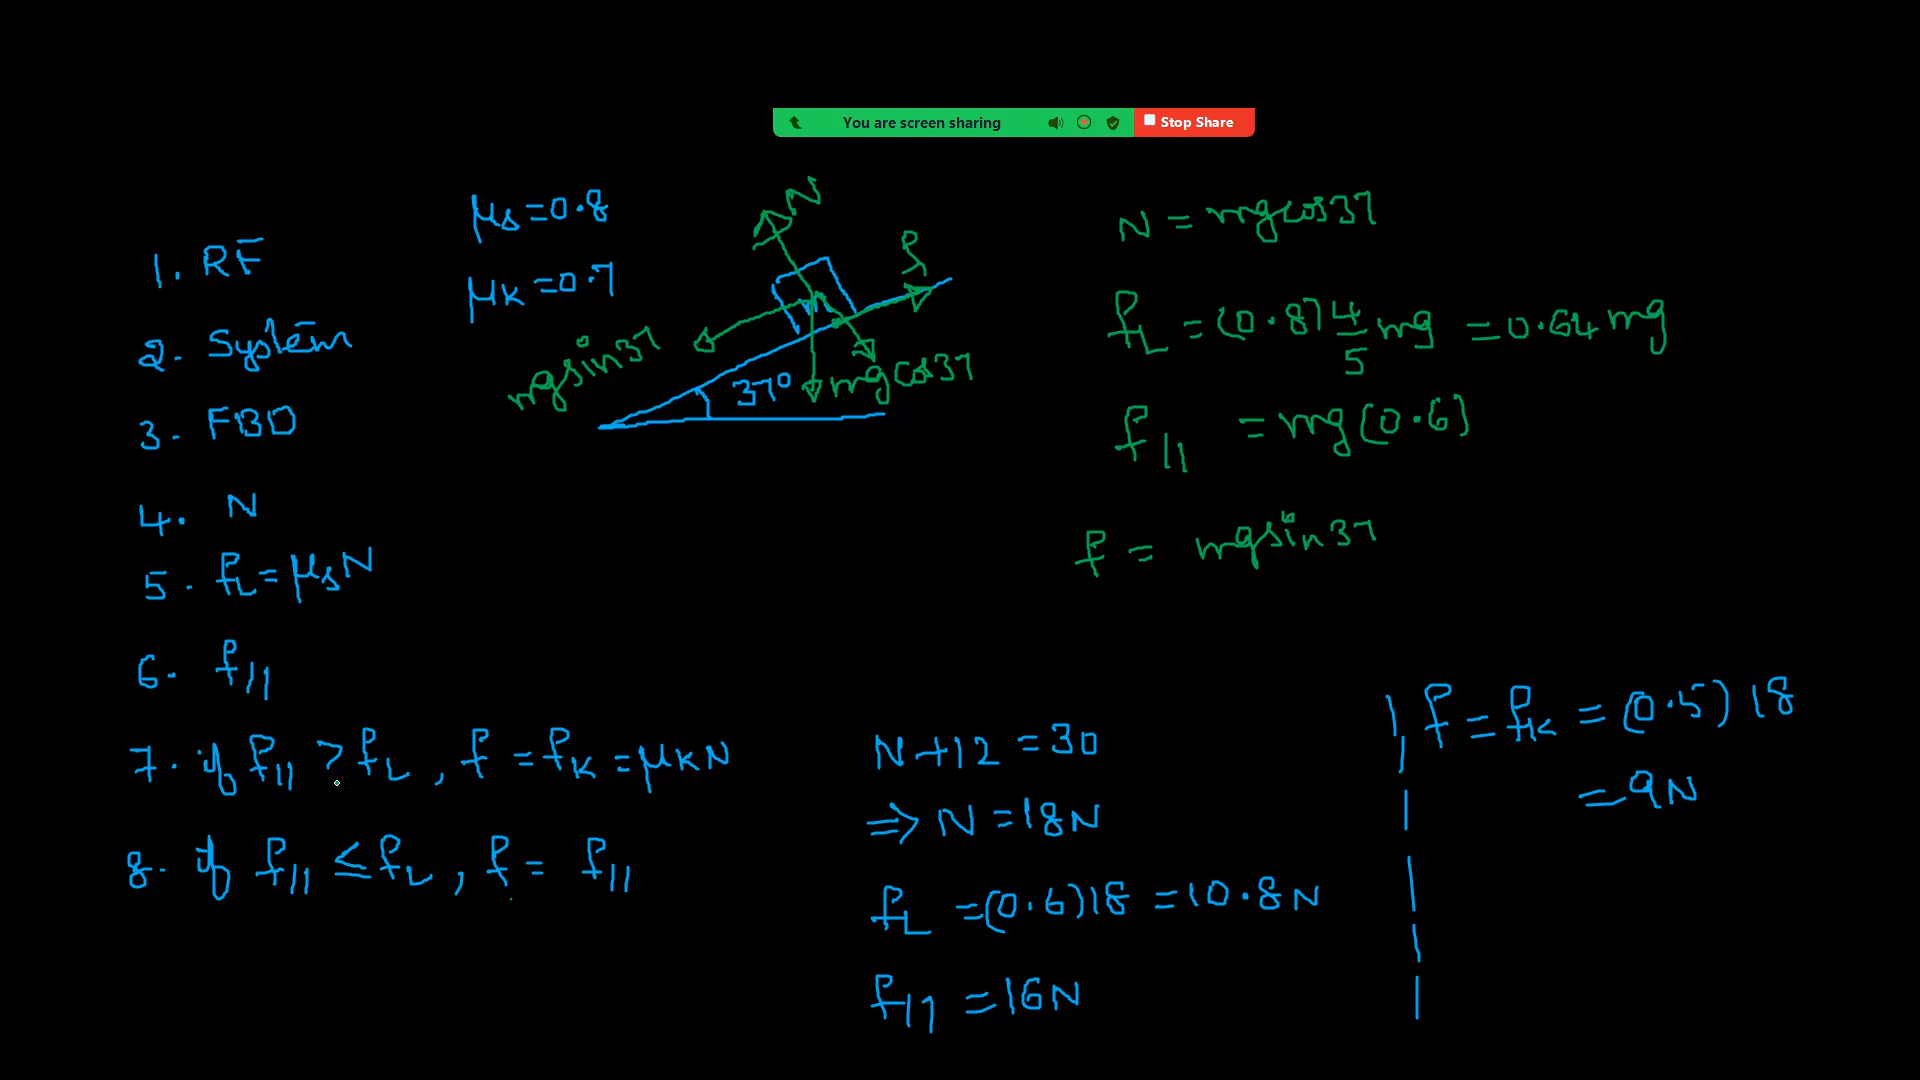 You are screen sharing Stop Share
1. RF
2. System
3. FBD
4. N
5. fL = μsN
6. f||
7. if f|| > fL, f = fK = μKN
8. if f|| ≤ fL, f = f||
μs = 0.8
μK = 0.7
N
f
mgsin37
mgcos37
37°
N = mgcos37
fL = (0.8) 4/5 mg = 0.64 mg
f|| = mg(0.6)
f = mgsin37
N + 12 = 30
⇒ N = 18N
fL = (0.6)18 = 10.8 N
f|| = 16N
f = fK = (0.5) 18
= 9N